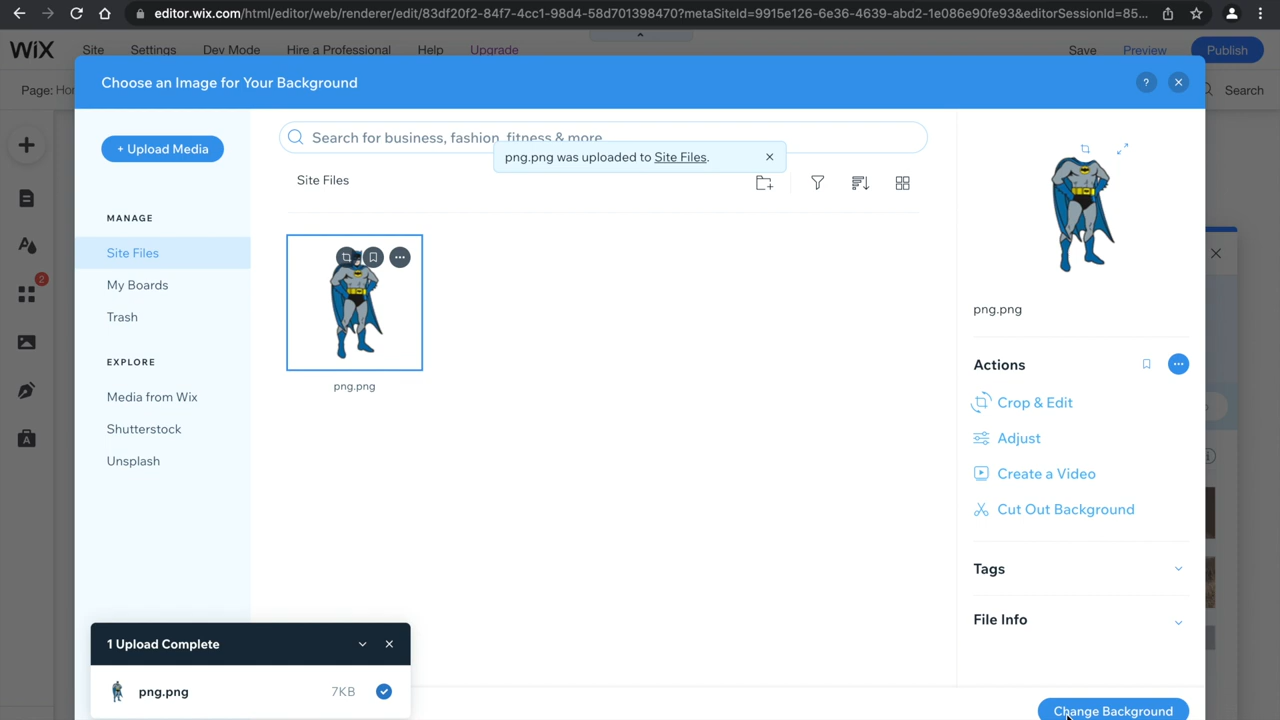 editor.wix.com/html/editor/web/renderer/edit/83df20f2-84f7-4cc1-98d4-58d701398470?metaSiteId=9915e126-6e36-4639-abd2-1e086e90fe93&editorSessionId=85...
WiX
Site
Settings
Dev Mode
Hire a Professional
Help
Upgrade
Save
Preview
Publish
Page: Ho
Search
Choose an Image for Your Background
?
+ Upload Media
Search for business, fashion, fitness & more
png.png was uploaded to Site Files.
Site Files
MANAGE
Site Files
My Boards
Trash
EXPLORE
Media from Wix
Shutterstock
Unsplash
2
A
png.png
png.png
Actions
Crop & Edit
Adjust
Create a Video
Cut Out Background
Tags
File Info
1 Upload Complete
png.png
7KB
Change Background